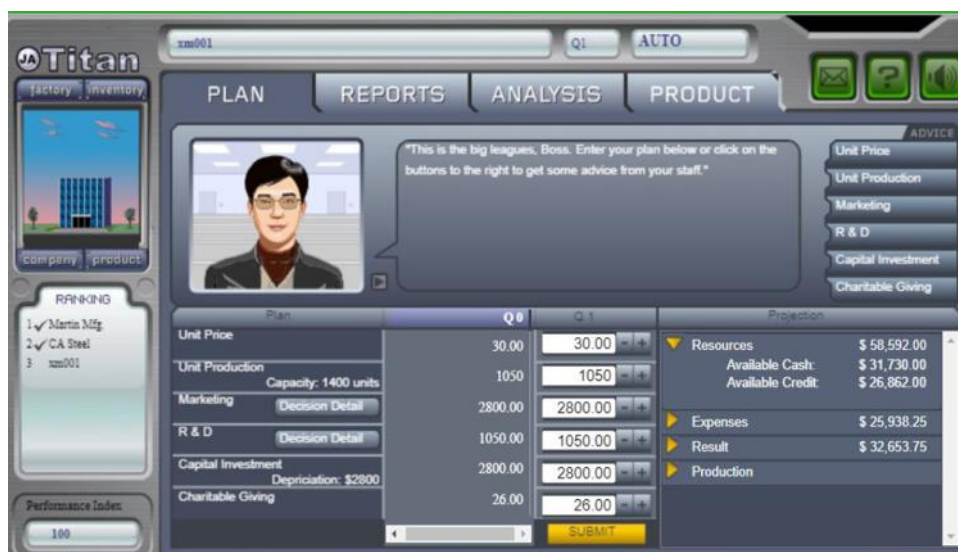 JA Titan
xm001
Q1
AUTO
factory inventory
company product
PLAN
REPORTS
ANALYSIS
PRODUCT
?
ADVICE
"This is the big leagues, Boss. Enter your plan below or click on the
buttons to the right to get some advice from your staff."
Unit Price
Unit Production
Marketing
R & D
Capital Investment
Charitable Giving
RANKING
1 Martin Mfg.
2 CA Steel
3 xm001
Performance Index
100
Plan Q 0 Q 1 Projection
Unit Price 30.00 30.00 - +
Unit Production
Capacity: 1400 units 1050 1050 - +
Marketing Decision Detail 2800.00 2800.00 - +
R & D Decision Detail 1050.00 1050.00 - +
Capital Investment
Depriciation: $2800 2800.00 2800.00 - +
Charitable Giving 26.00 26.00 - +
SUBMIT
Resources $ 58,592.00
Available Cash: $ 31,730.00
Available Credit: $ 26,862.00
Expenses $ 25,938.25
Result $ 32,653.75
Production